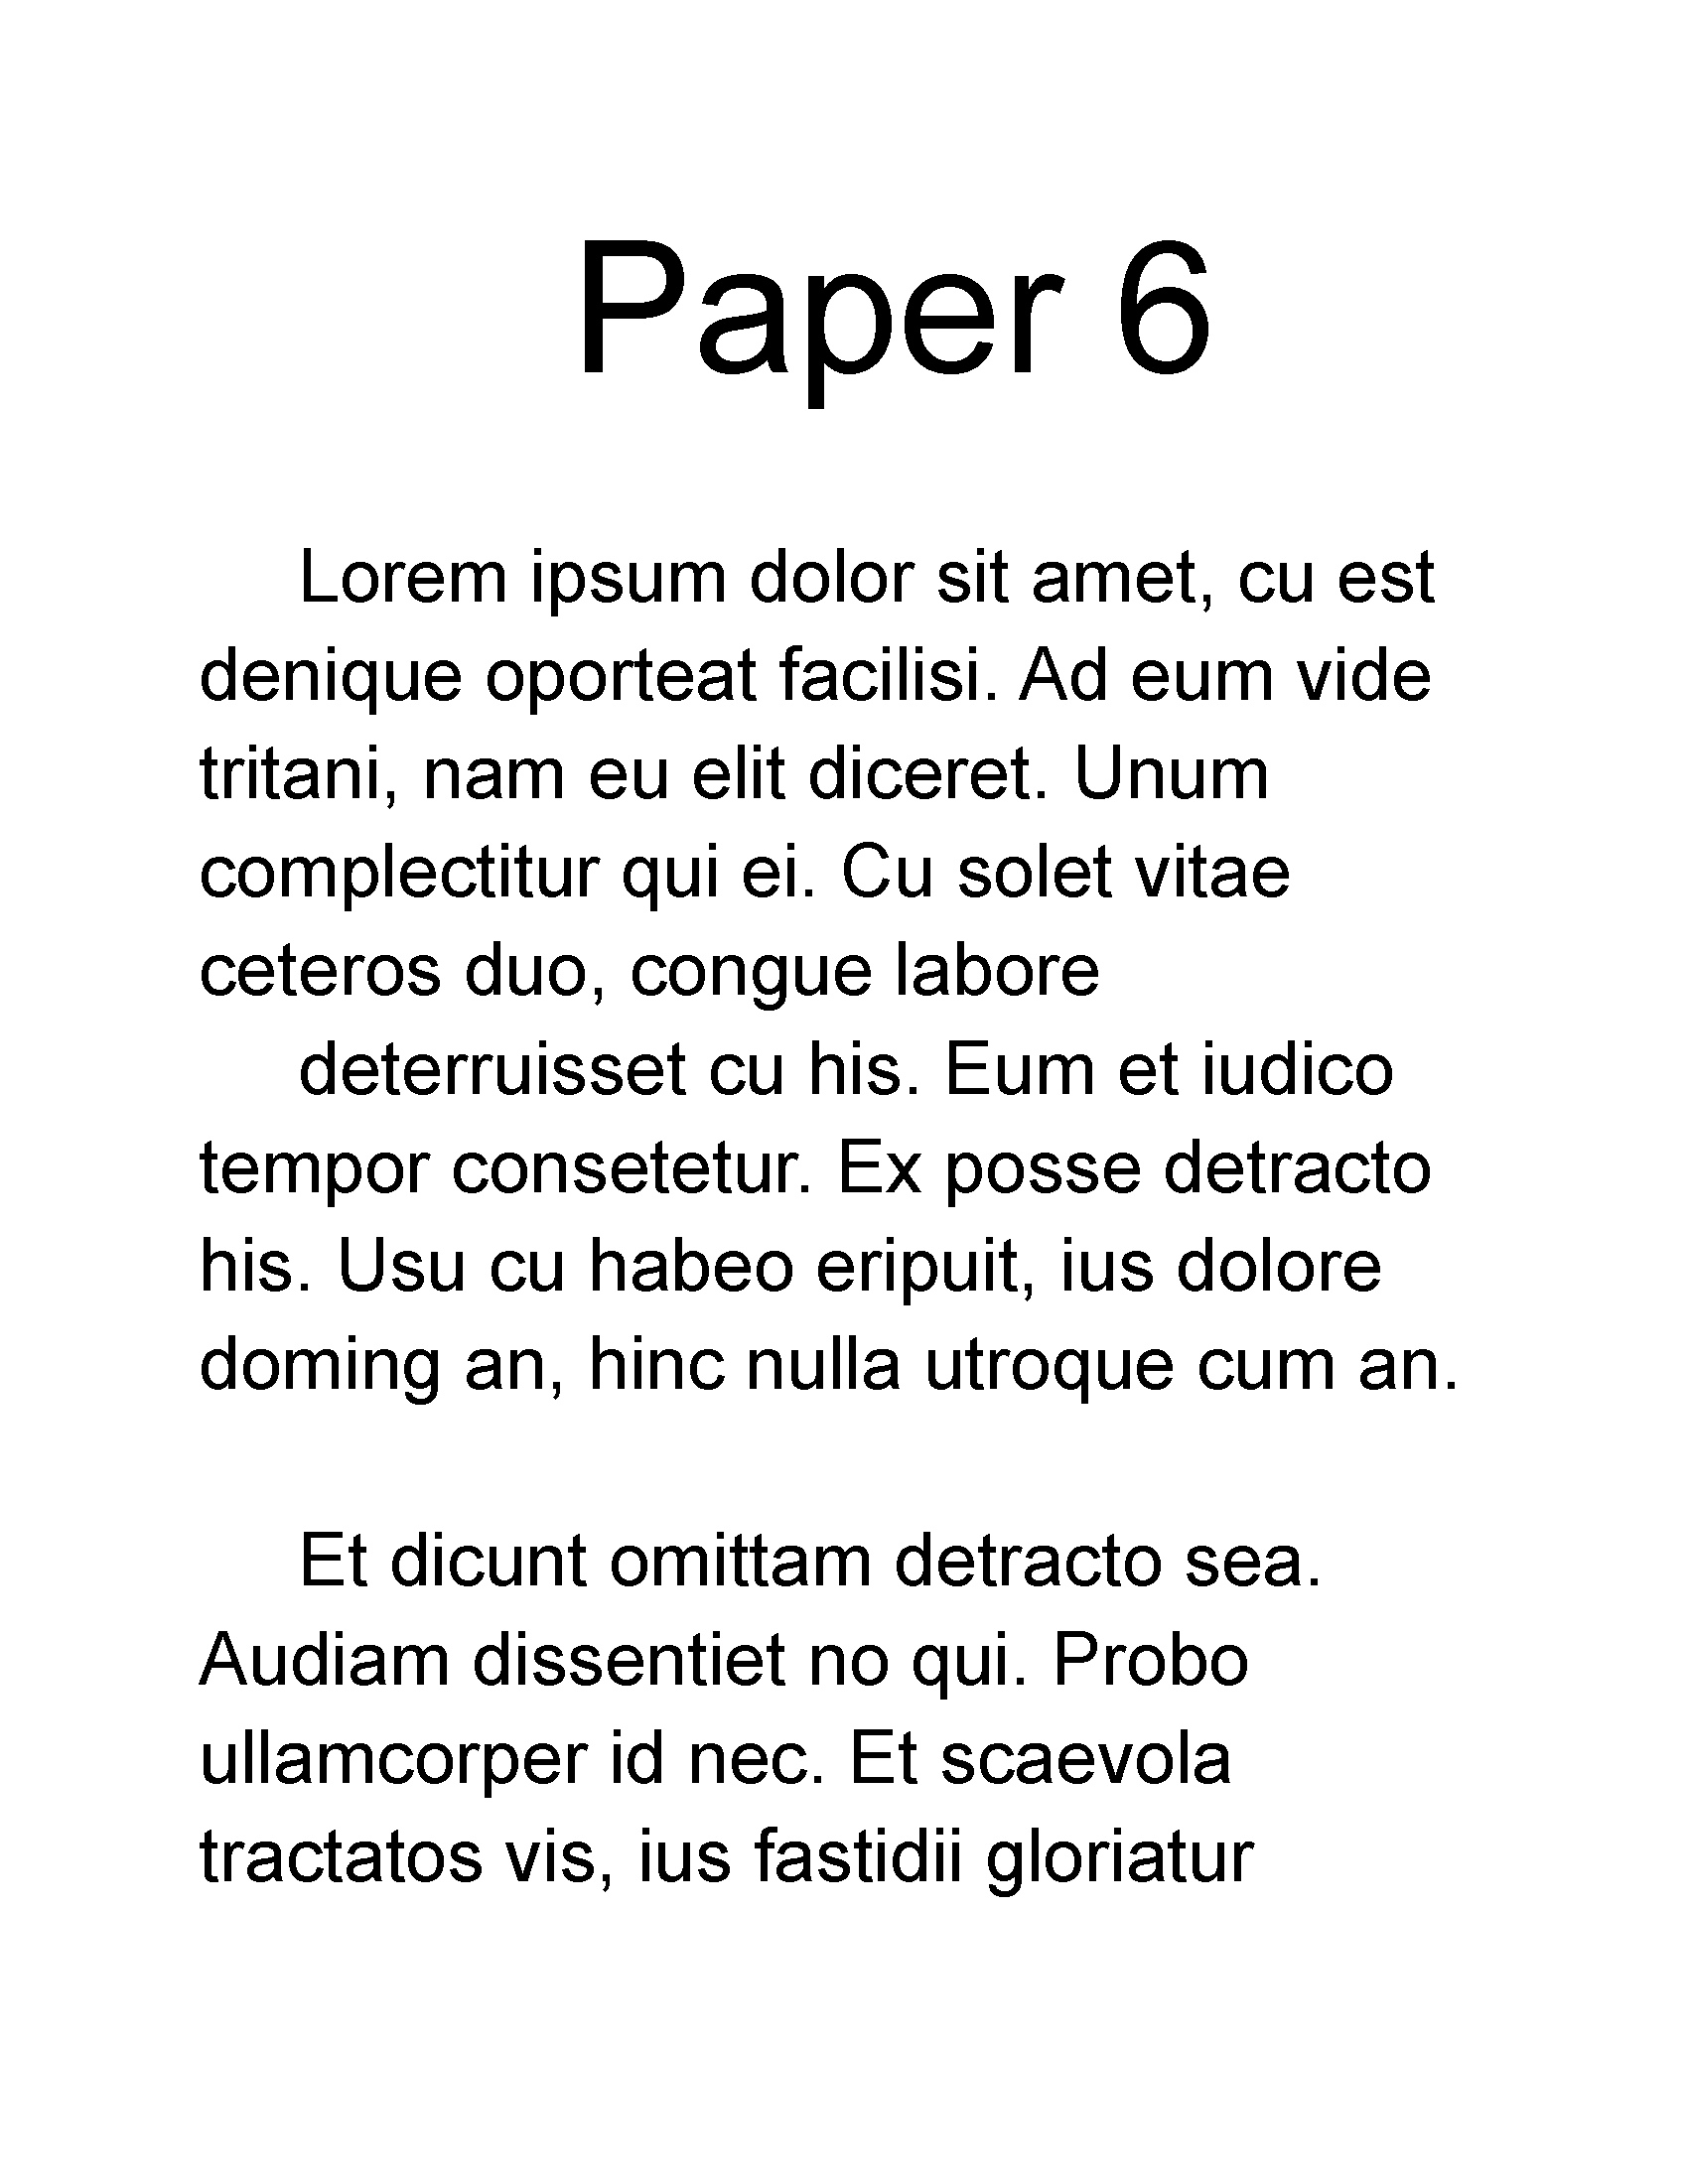 Paper 6
Lorem ipsum dolor sit amet, cu est
denique oporteat facilisi. Ad eum vide
tritani, nam eu elit diceret. Unum
complectitur qui ei. Cu solet vitae
ceteros duo, congue labore
deterruisset cu his. Eum et iudico
tempor consetetur. Ex posse detracto
his. Usu cu habeo eripuit, ius dolore
doming an, hinc nulla utroque cum an.
Et dicunt omittam detracto sea.
Audiam dissentiet no qui. Probo
ullamcorper id nec. Et scaevola
tractatos vis, ius fastidii gloriatur